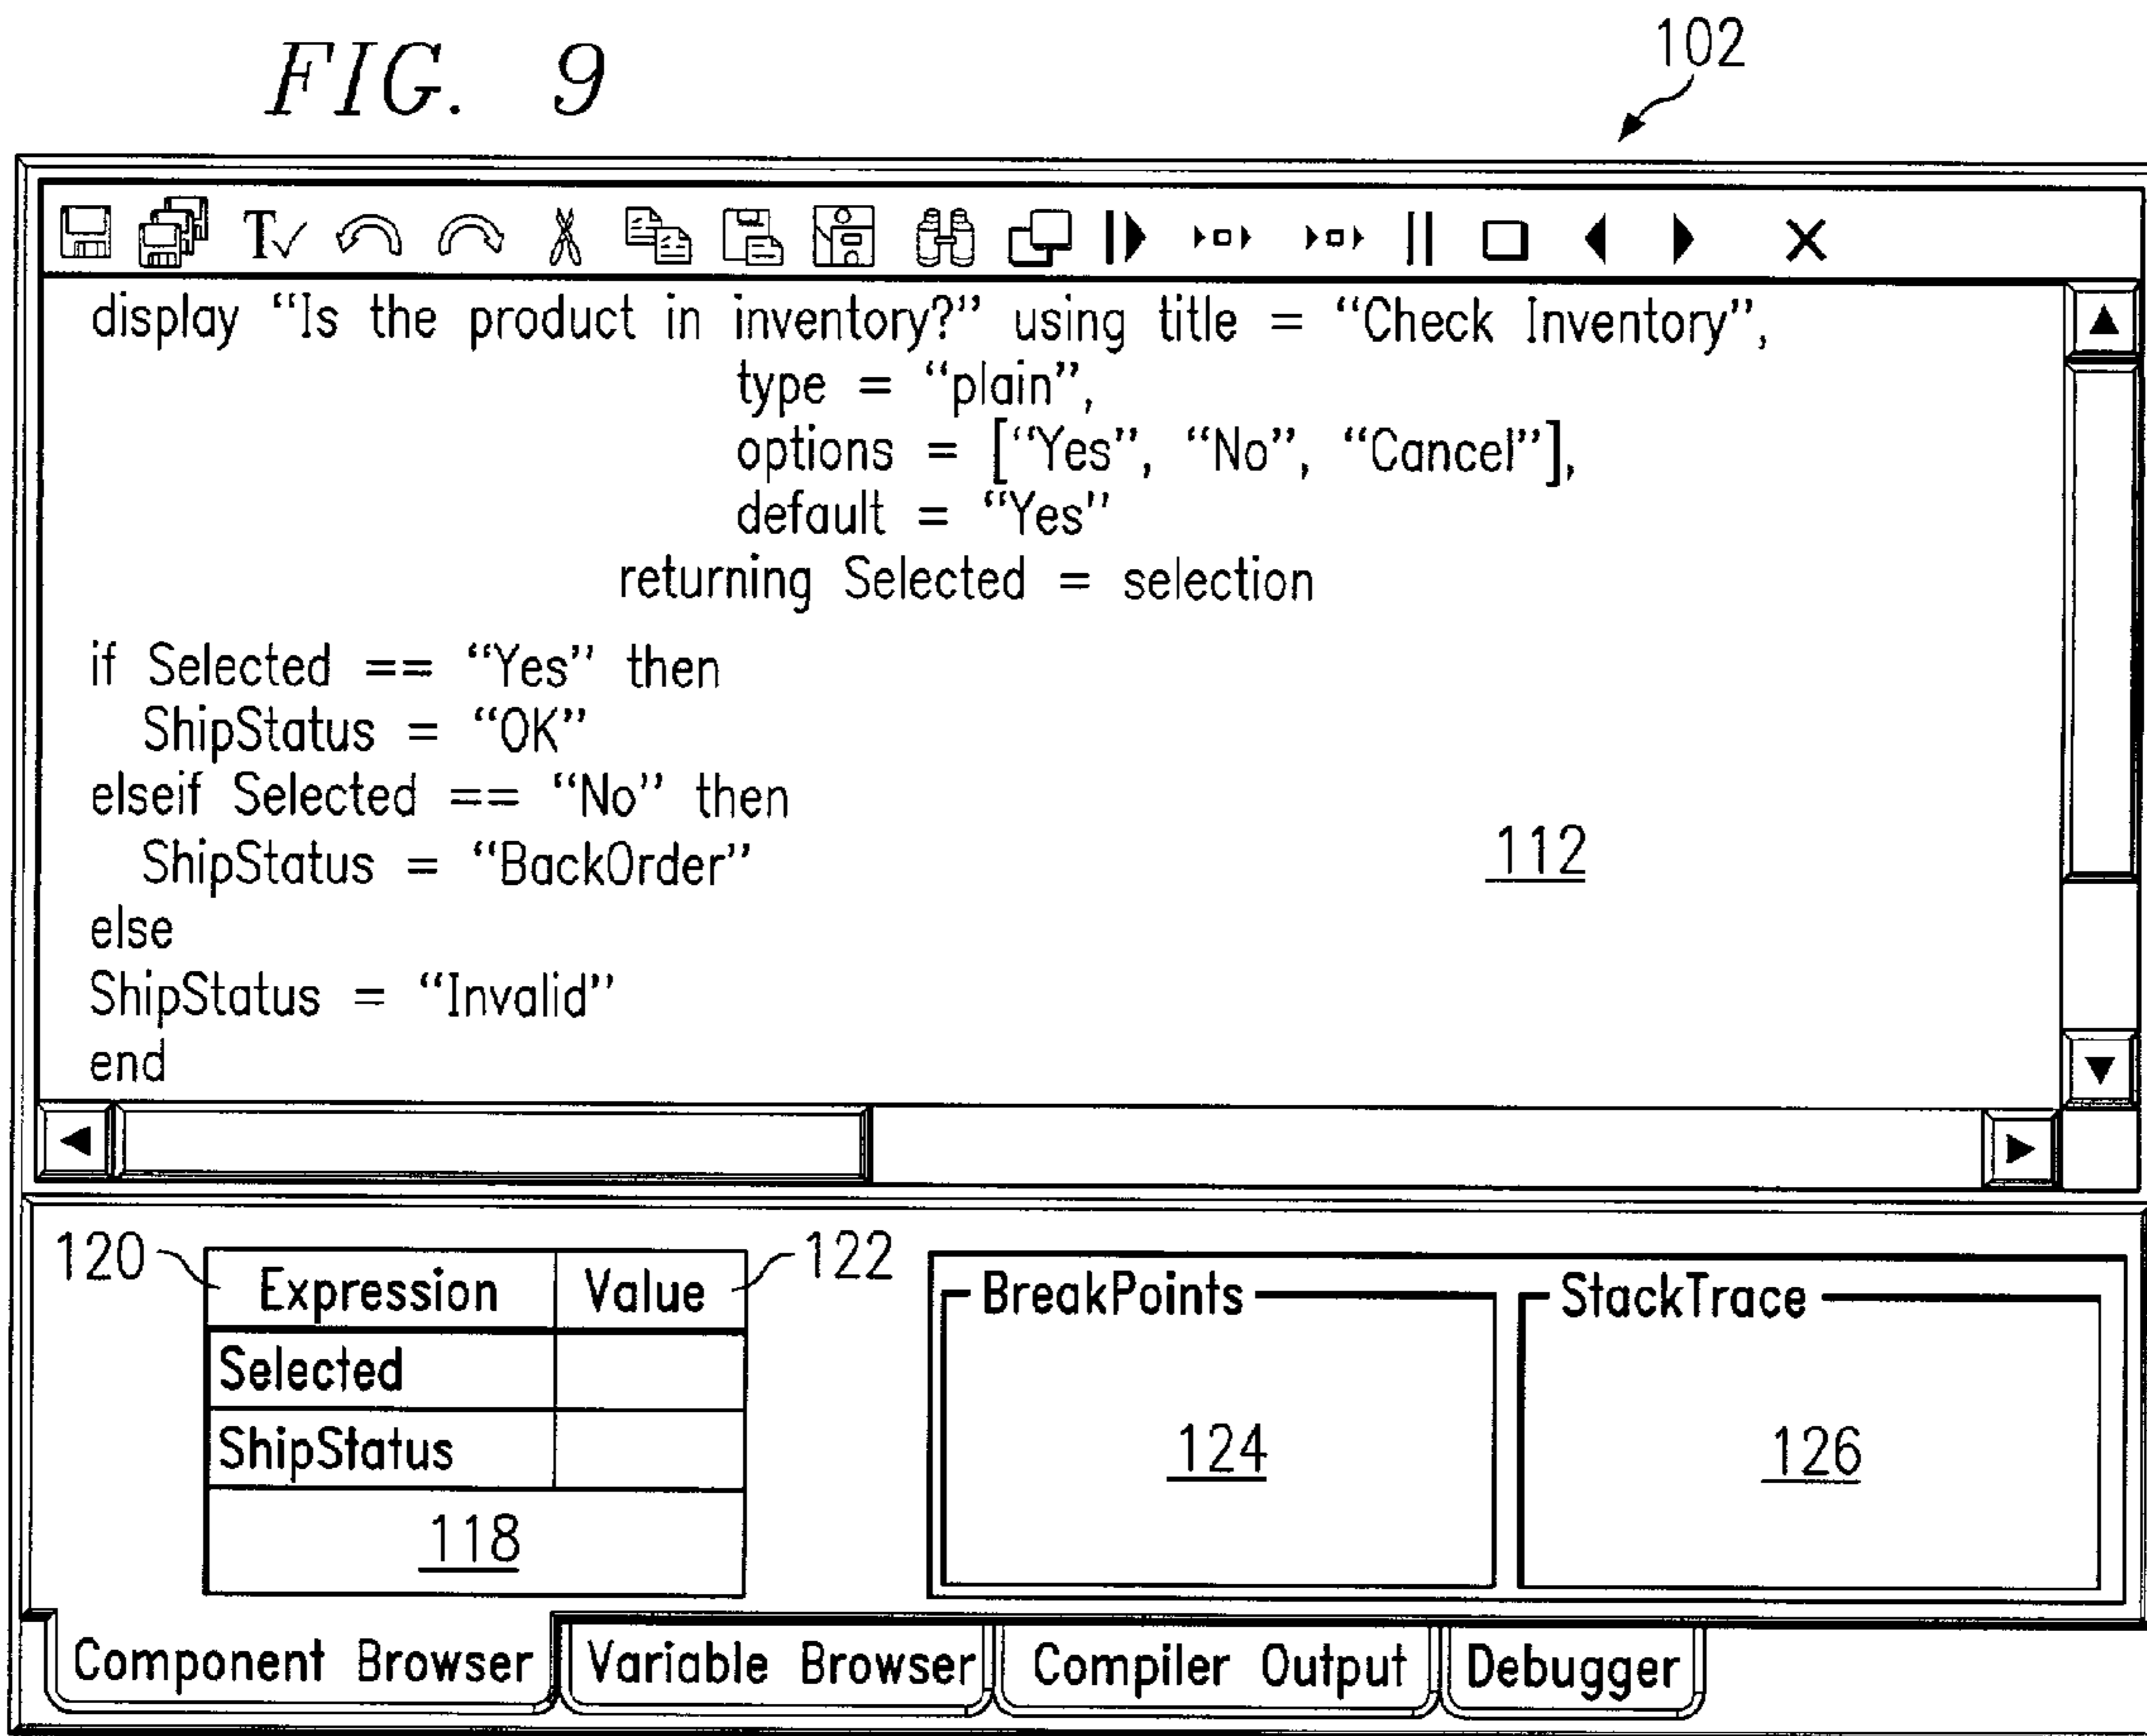 FIG. 9
102
T
display “Is the product in inventory?” using title = “Check Inventory”,
type = “plain”,
options = [“Yes”, “No”, “Cancel”],
default = “Yes”
returning Selected = selection
if Selected == “Yes” then
ShipStatus = “OK”
elseif Selected == “No” then
ShipStatus = “BackOrder”
else
ShipStatus = “Invalid”
end
112
120
Expression Value
122
Selected
ShipStatus
118
BreakPoints
124
StackTrace
126
Component Browser
Variable Browser
Compiler Output
Debugger